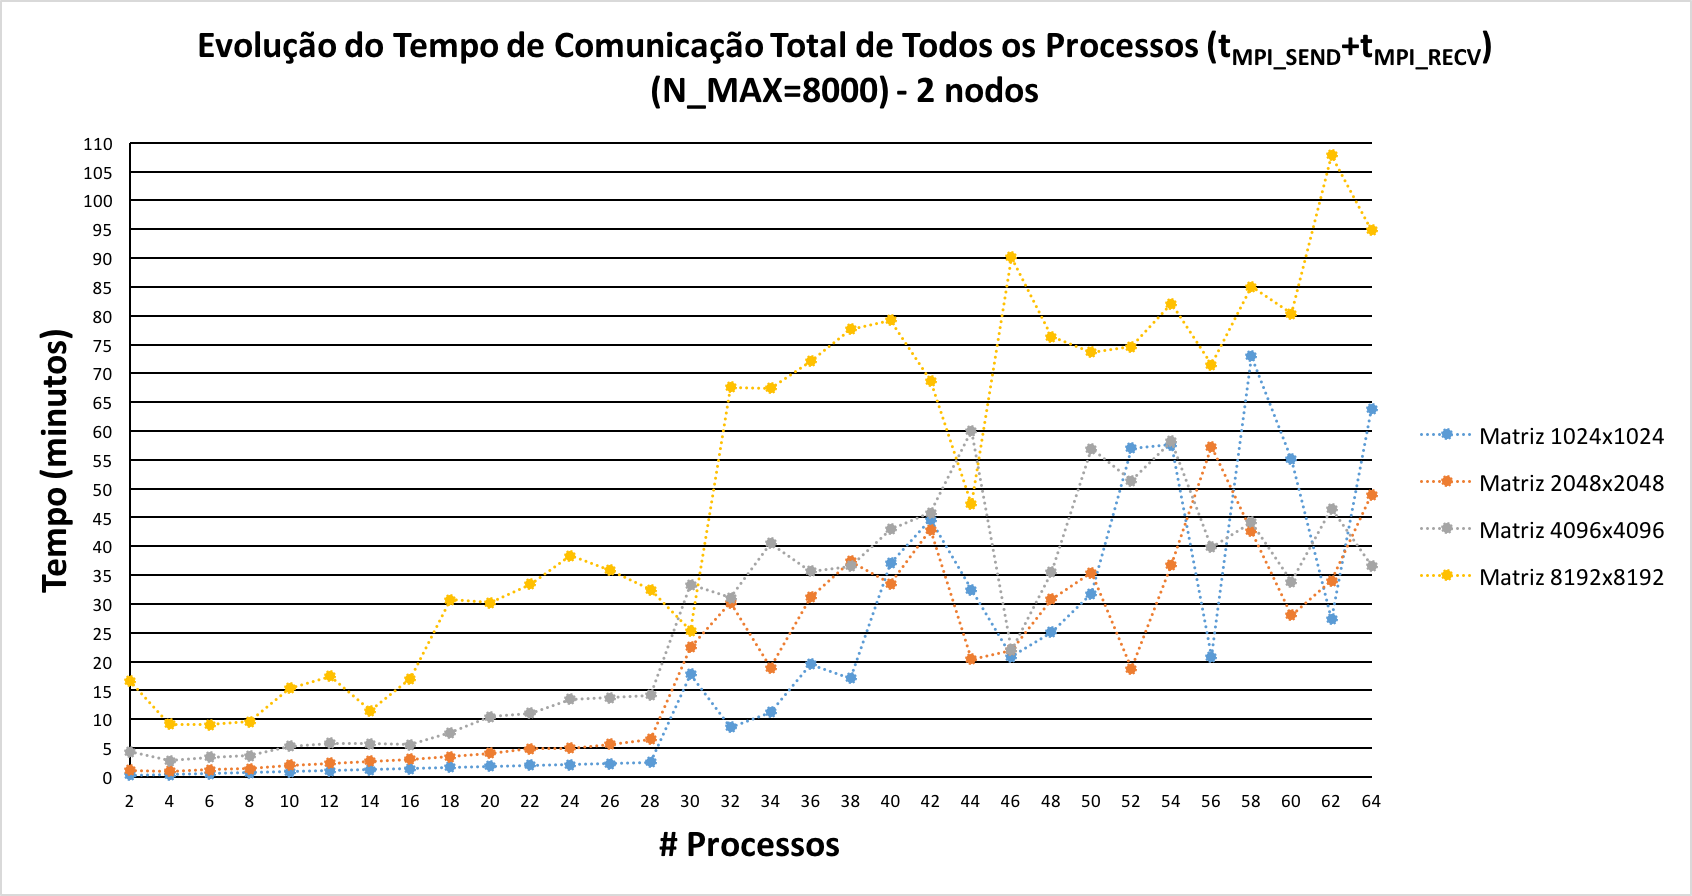 Evolução do Tempo de Comunicação Total de Todos os Processos (tMPI_SEND+tMPI_RECV)
(N_MAX=8000) - 2 nodos
Tempo (minutos)
110
105
100
95
90
85
80
75
70
65
60
55
50
45
40
35
30
25
20
15
10
5
0
2 4 6 8 10 12 14 16 18 20 22 24 26 28 30 32 34 36 38 40 42 44 46 48 50 52 54 56 58 60 62 64
# Processos
Matriz 1024x1024
Matriz 2048x2048
Matriz 4096x4096
Matriz 8192x8192